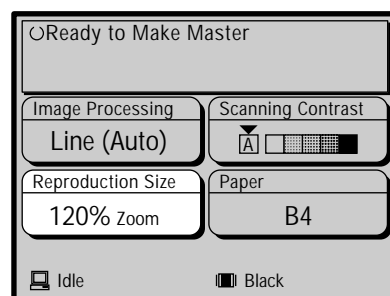 Ready to Make Master
Image Processing
Line (Auto)
Scanning Contrast
A
Reproduction Size
120% Zoom
Paper
B4
Idle
Black